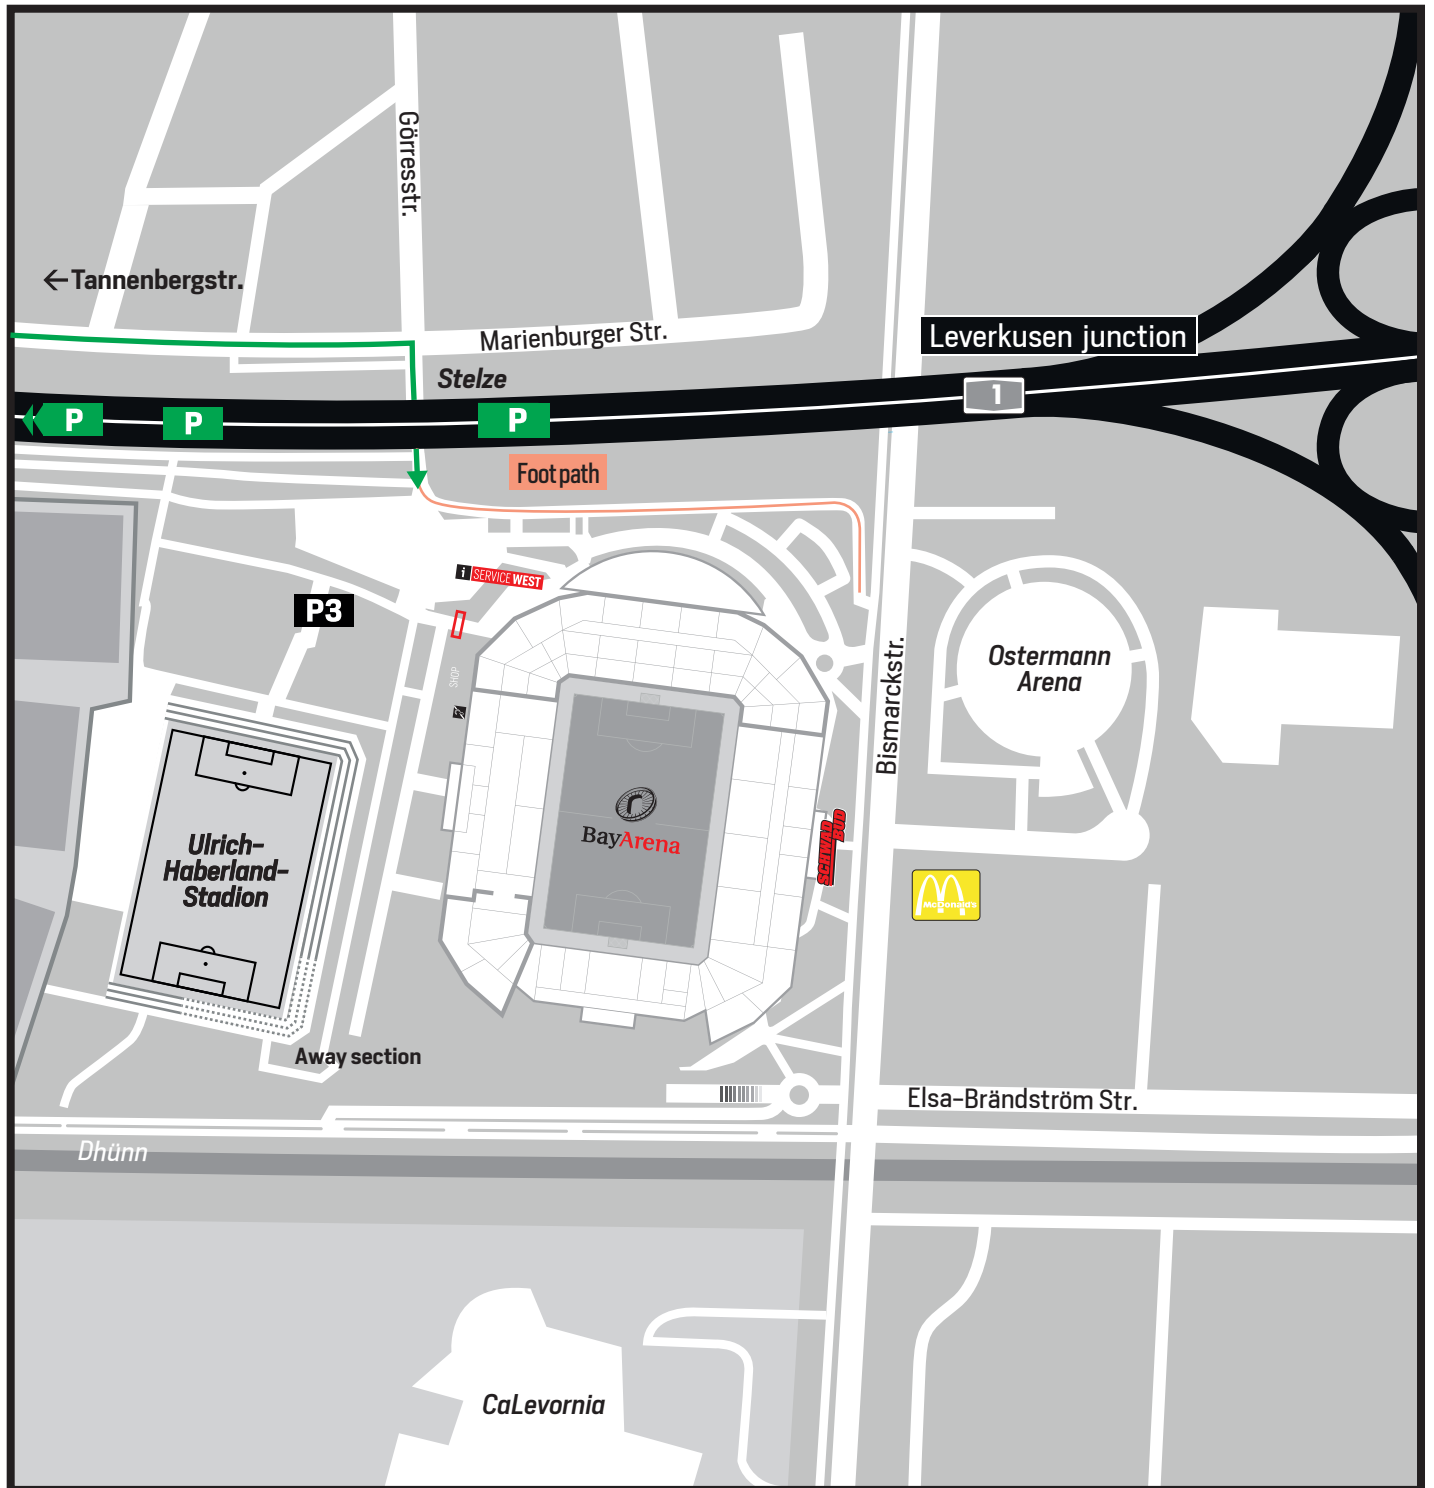 Görresstr.
←Tannenbergstr.
Marienburger Str.
Leverkusen junction
Stelze
1
P
P
P
Foot path
i SERVICE WEST
P3
SHOP
Ostermann
Arena
Bismarckstr.
BayArena
SCHWAD
BUD
Ulrich-
Haberland-
Stadion
McDonald's
Away section
Elsa-Brändström Str.
Dhünn
CaLevornia